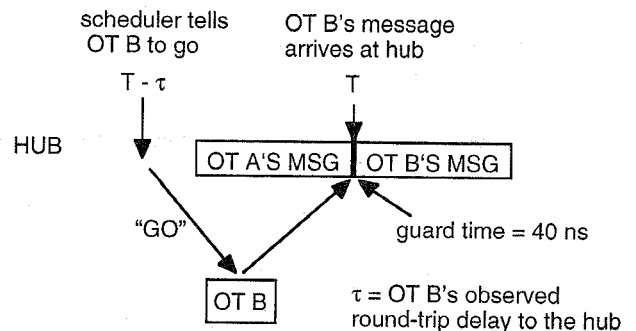 scheduler tells
OT B to go
T - τ
OT B's message
arrives at hub
T
HUB
OT A'S MSG
OT B'S MSG
"GO"
guard time = 40 ns
OT B
τ = OT B's observed
round-trip delay to the hub